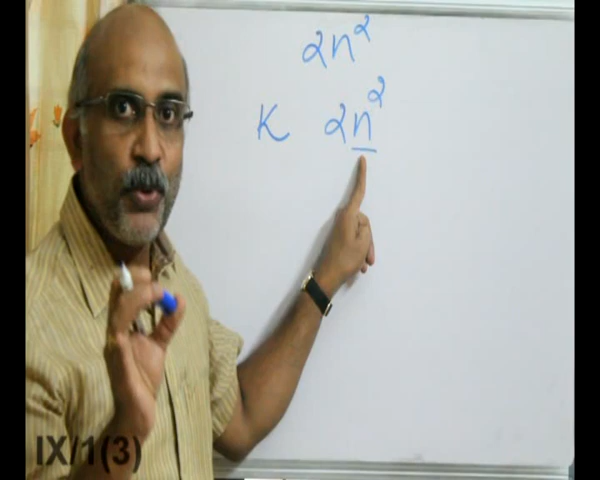 2n²
K 2n²
IX/1(3)